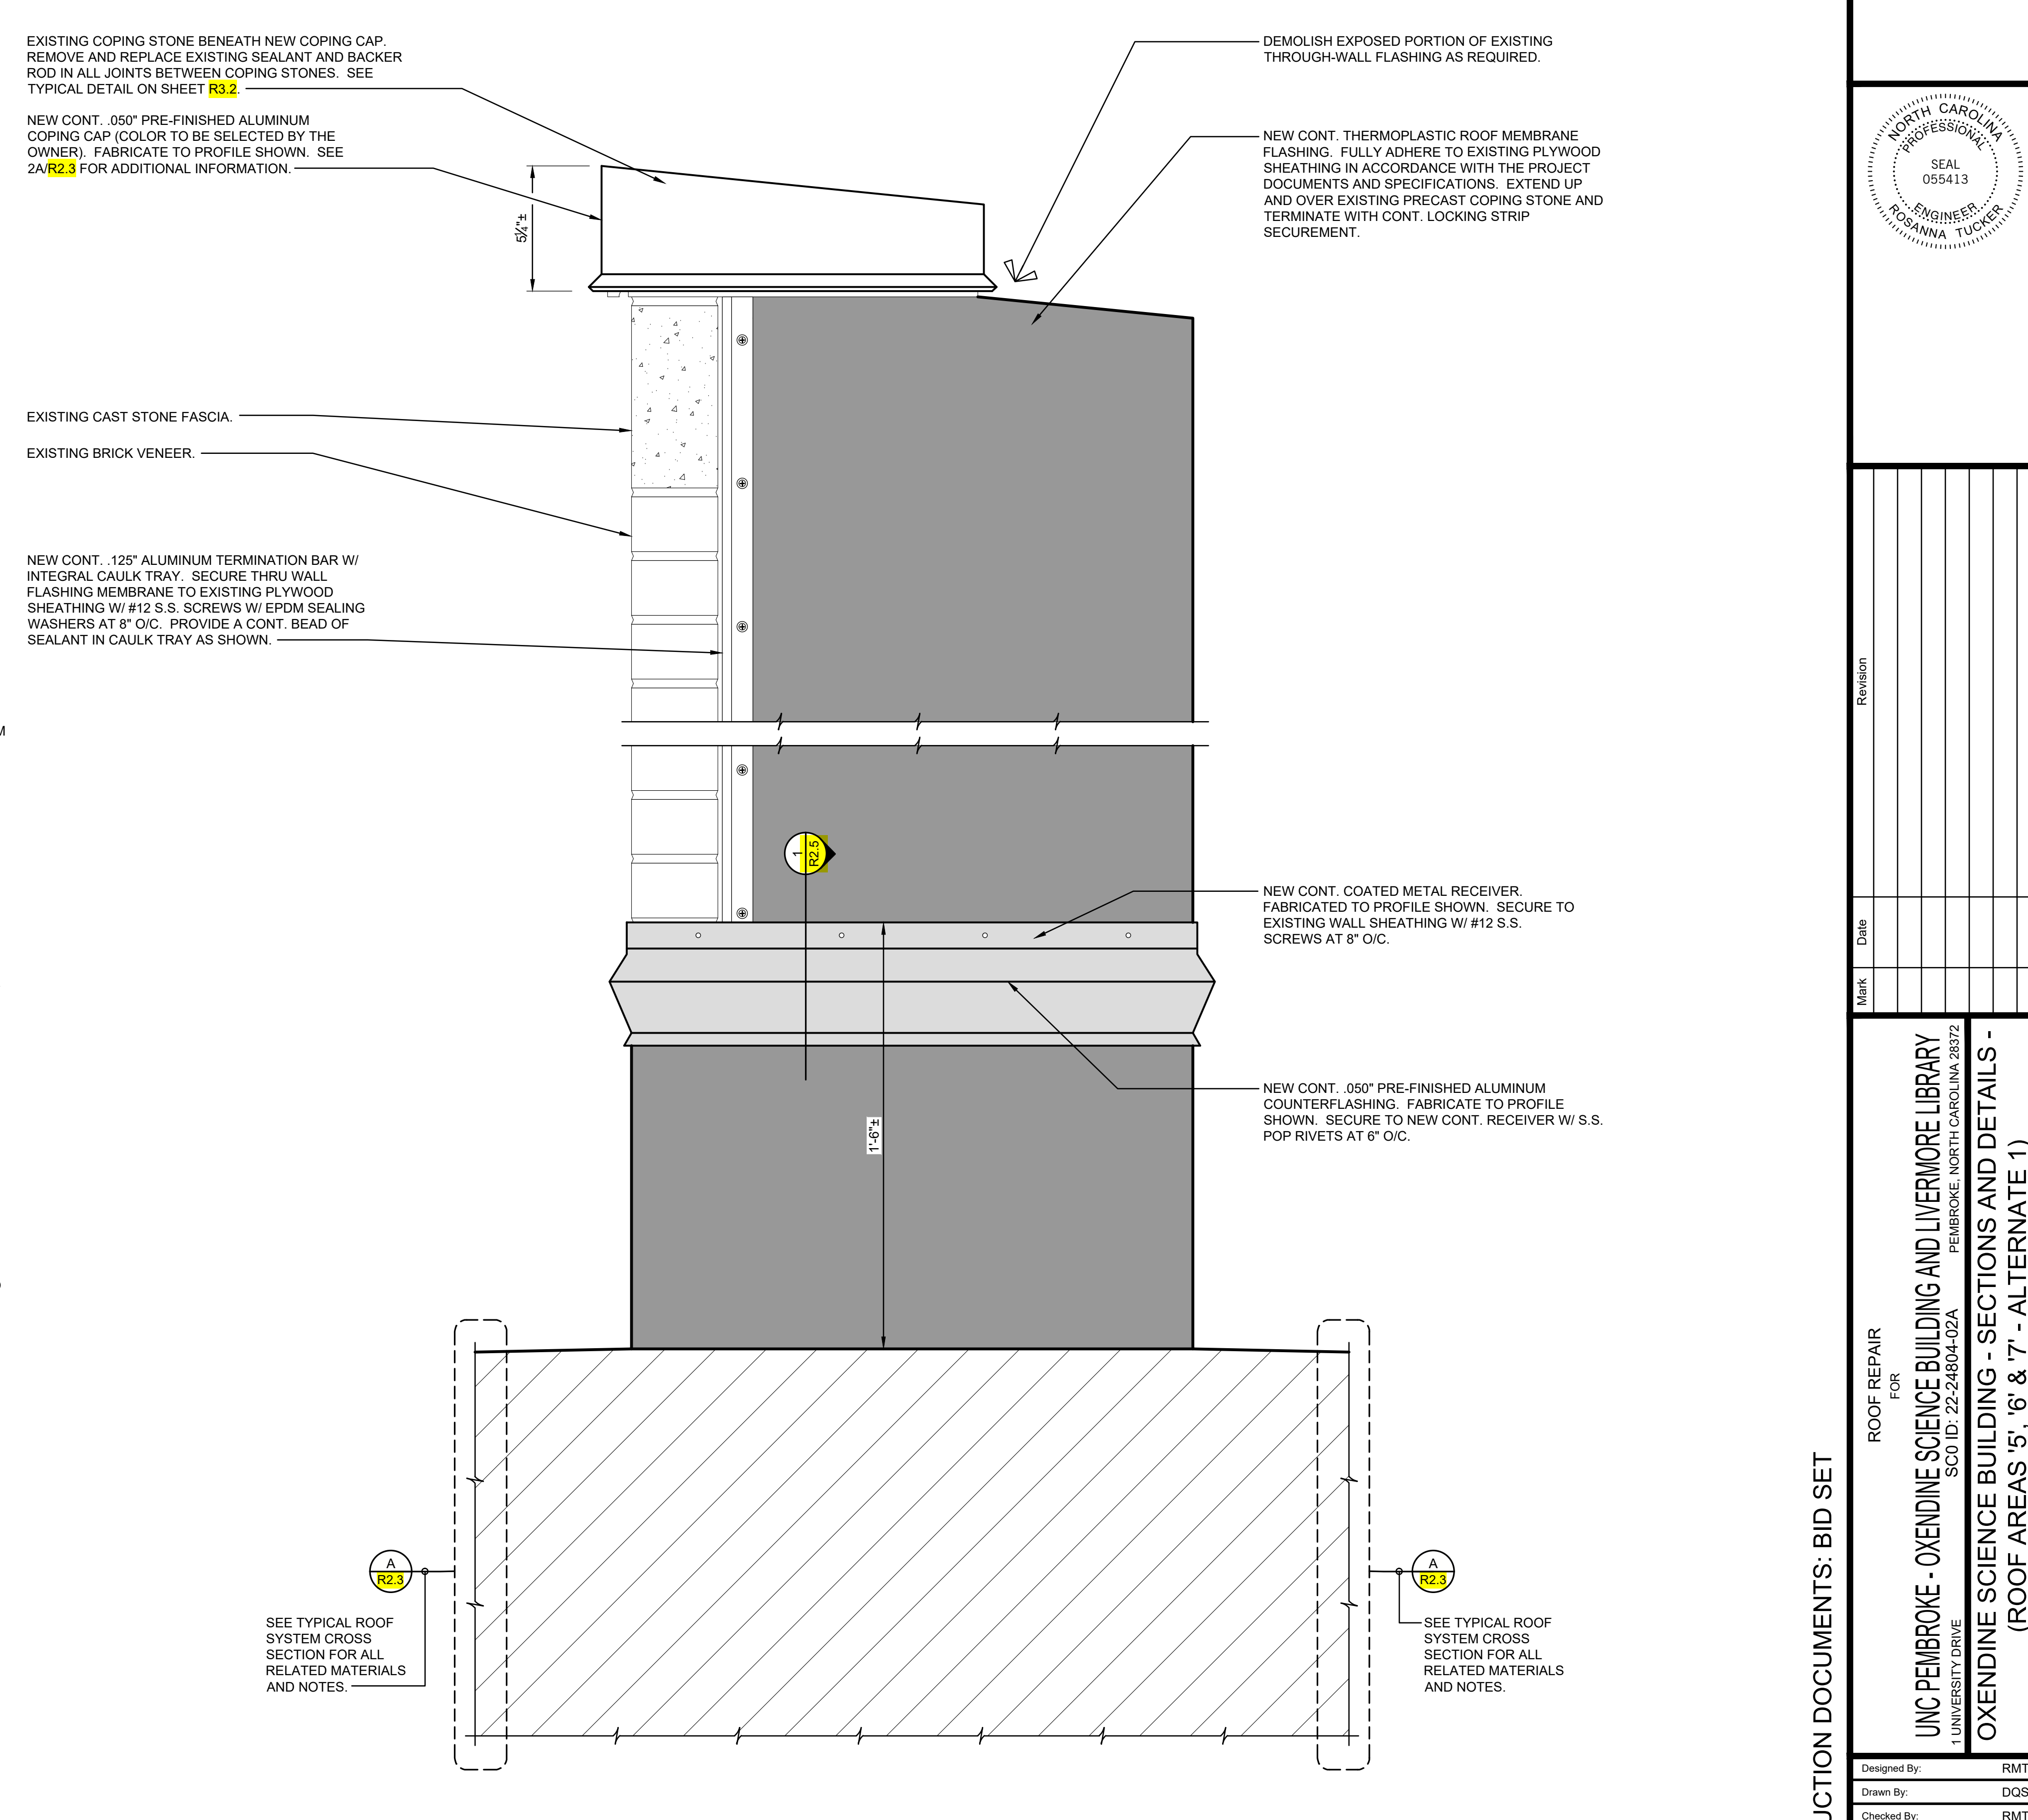 EXISTING COPING STONE BENEATH NEW COPING CAP.
REMOVE AND REPLACE EXISTING SEALANT AND BACKER
ROD IN ALL JOINTS BETWEEN COPING STONES. SEE
TYPICAL DETAIL ON SHEET R3.2.
NEW CONT. .050" PRE-FINISHED ALUMINUM
COPING CAP (COLOR TO BE SELECTED BY THE
OWNER). FABRICATE TO PROFILE SHOWN. SEE
2A/R2.3 FOR ADDITIONAL INFORMATION.
5¼"±
DEMOLISH EXPOSED PORTION OF EXISTING
THROUGH-WALL FLASHING AS REQUIRED.
NEW CONT. THERMOPLASTIC ROOF MEMBRANE
FLASHING. FULLY ADHERE TO EXISTING PLYWOOD
SHEATHING IN ACCORDANCE WITH THE PROJECT
DOCUMENTS AND SPECIFICATIONS. EXTEND UP
AND OVER EXISTING PRECAST COPING STONE AND
TERMINATE WITH CONT. LOCKING STRIP
SECUREMENT.
EXISTING CAST STONE FASCIA.
EXISTING BRICK VENEER.
NEW CONT. .125" ALUMINUM TERMINATION BAR W/
INTEGRAL CAULK TRAY. SECURE THRU WALL
FLASHING MEMBRANE TO EXISTING PLYWOOD
SHEATHING W/ #12 S.S. SCREWS W/ EPDM SEALING
WASHERS AT 8" O/C. PROVIDE A CONT. BEAD OF
SEALANT IN CAULK TRAY AS SHOWN.
M
1
R2.5
NEW CONT. COATED METAL RECEIVER.
FABRICATED TO PROFILE SHOWN. SECURE TO
EXISTING WALL SHEATHING W/ #12 S.S.
SCREWS AT 8" O/C.
NEW CONT. .050" PRE-FINISHED ALUMINUM
COUNTERFLASHING. FABRICATE TO PROFILE
SHOWN. SECURE TO NEW CONT. RECEIVER W/ S.S.
POP RIVETS AT 6" O/C.
1'-6"±
A
R2.3
SEE TYPICAL ROOF
SYSTEM CROSS
SECTION FOR ALL
RELATED MATERIALS
AND NOTES.
A
R2.3
SEE TYPICAL ROOF
SYSTEM CROSS
SECTION FOR ALL
RELATED MATERIALS
AND NOTES.
NORTH CAROLINA
PROFESSIONAL
SEAL
055413
ENGINEER
ROSANNA TUCKER
Revision
Date
Mark
ROOF REPAIR
FOR
UNC PEMBROKE - OXENDINE SCIENCE BUILDING AND LIVERMORE LIBRARY
1 UNIVERSITY DRIVE
SC0 ID: 22-24804-02A
PEMBROKE, NORTH CAROLINA 28372
OXENDINE SCIENCE BUILDING - SECTIONS AND DETAILS -
(ROOF AREAS '5', '6' & '7' - ALTERNATE 1)
UCTION DOCUMENTS: BID SET
Designed By: RMT
Drawn By: DQS
Checked By: RMT